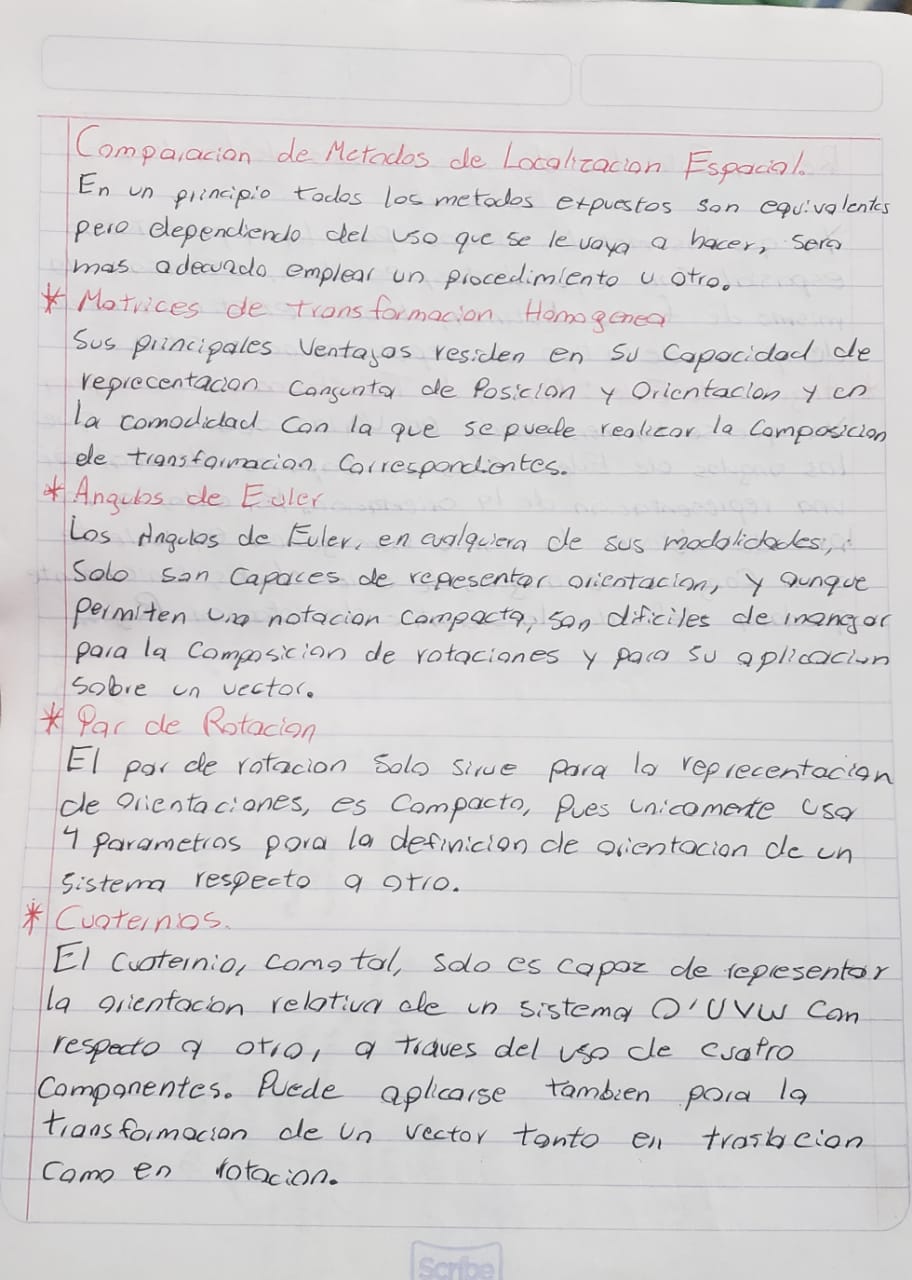 Comparacion de Metodos de Localizacion Espacial.
En un principio todos los metodos expuestos son equivalentes
pero dependiendo del uso que se le vaya a hacer, sera
mas adecuado emplear un procedimiento u otro.
* Matrices de transformacion Homogenea
Sus principales Ventajas residen en su Capacidad de
reprecentacion Conjunta de Posicion y Orientacion y en
la comodidad Con la que se puede realizar la Composicion
de transformacion Correspondientes.
* Angulos de Euler
Los Angulos de Euler, en cualquiera de sus modalidades,
Solo son Capaces de representar orientacion, y aunque
permiten una notacion Compacta, son dificiles de manejar
para la Composicion de rotaciones y para su aplicacion
sobre un vector.
* Par de Rotacion
El par de rotacion Solo sirve para la reprecentacion
de Orientaciones, es Compacto, Pues unicamente usa
4 parametros para la definicion de orientacion de un
sistema respecto a otro.
* Cuaternios.
El cuaternio, como tal, solo es capaz de representar
la orientacion relativa de un sistema O'UVW Con
respecto a otro, a traves del uso de cuatro
Componentes. Puede aplicarse tambien para la
transformacion de un vector tanto en traslacion
Como en rotacion.
Scribe